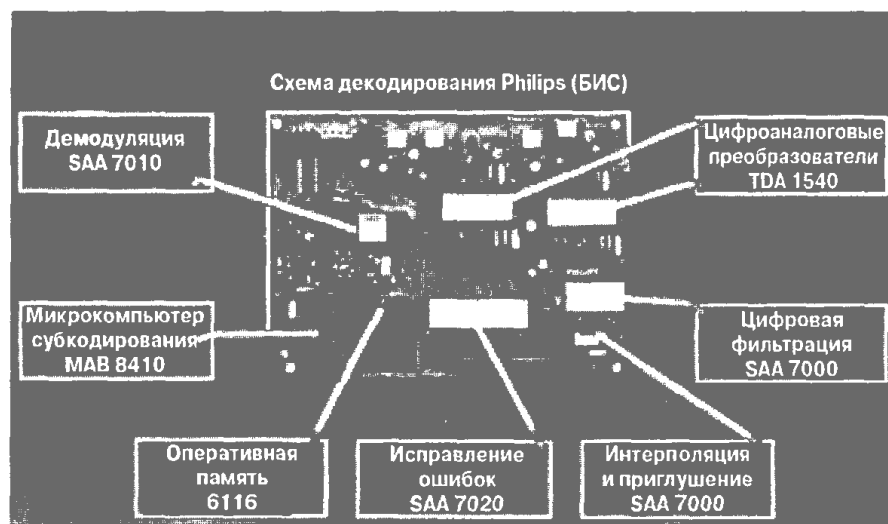 Схема декодирования Philips (БИС)
Демодуляция
SAA 7010
Цифроаналоговые
преобразователи
TDA 1540
Микрокомпьютер
субкодирования
МАВ 8410
Цифровая
фильтрация
SAA 7000
Оперативная
память
6116
Исправление
ошибок
SAA 7020
Интерполяция
и приглушение
SAA 7000